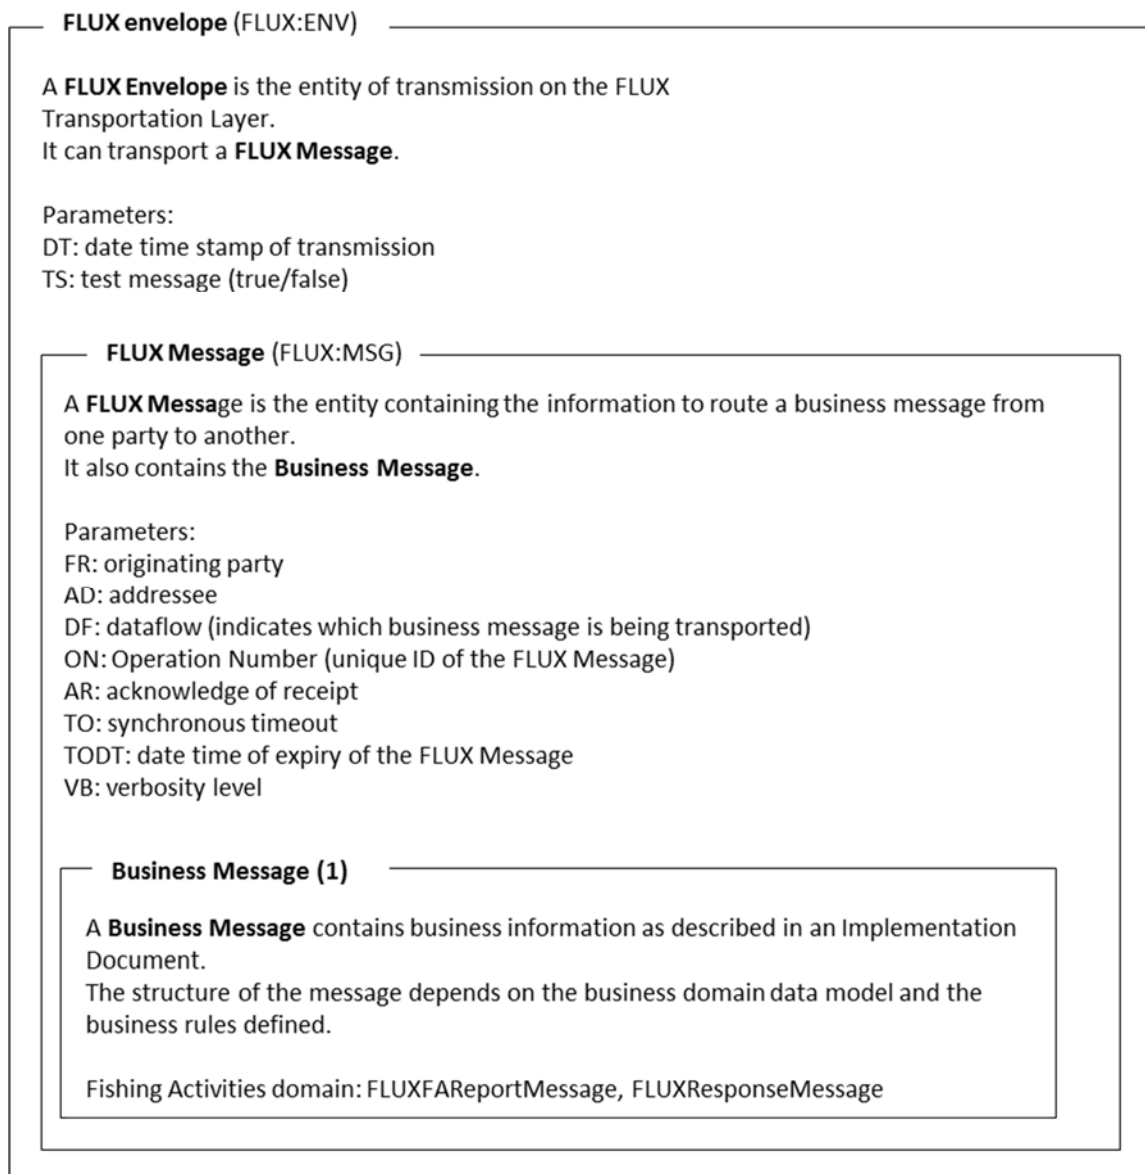 FLUX envelope (FLUX:ENV)
A FLUX Envelope is the entity of transmission on the FLUX
Transportation Layer.
It can transport a FLUX Message.
Parameters:
DT: date time stamp of transmission
TS: test message (true/false)
FLUX Message (FLUX:MSG)
A FLUX Message is the entity containing the information to route a business message from
one party to another.
It also contains the Business Message.
Parameters:
FR: originating party
AD: addressee
DF: dataflow (indicates which business message is being transported)
ON: Operation Number (unique ID of the FLUX Message)
AR: acknowledge of receipt
TO: synchronous timeout
TODT: date time of expiry of the FLUX Message
VB: verbosity level
Business Message (1)
A Business Message contains business information as described in an Implementation
Document.
The structure of the message depends on the business domain data model and the
business rules defined.
Fishing Activities domain: FLUXFAReportMessage, FLUXResponseMessage